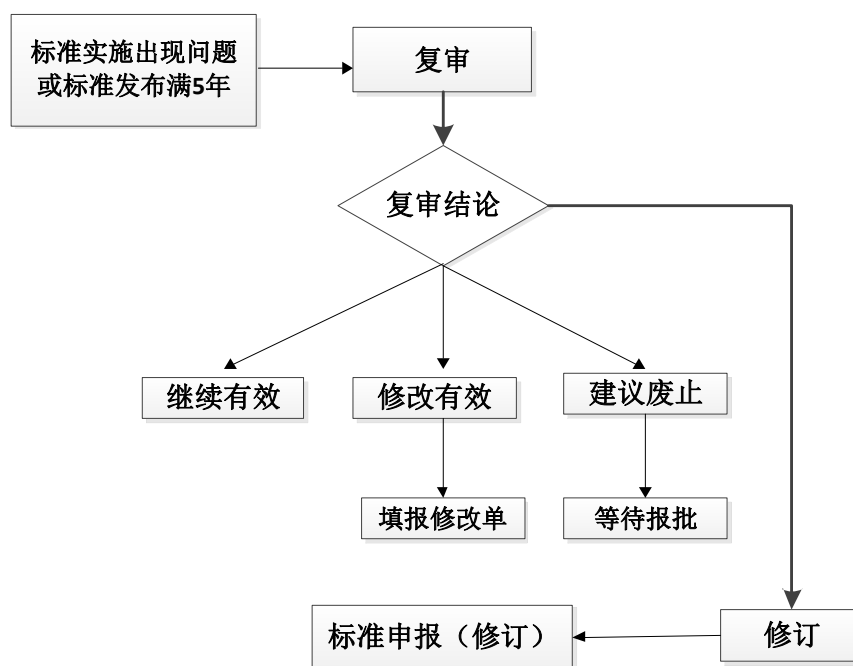 标准实施出现问题
或标准发布满5年
复审
复审结论
继续有效
修改有效
建议废止
填报修改单
等待报批
标准申报（修订）
修订